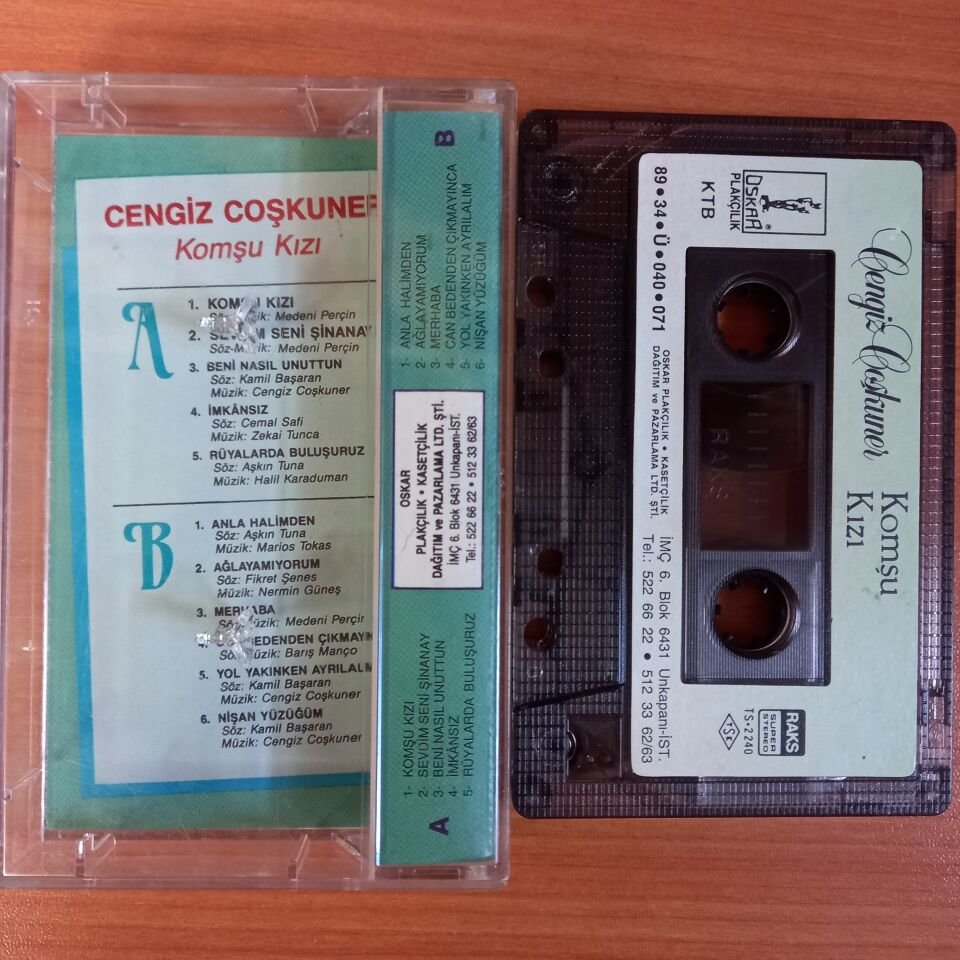 CENGİZ COŞKUNER
Komşu Kızı
A
1. KOMŞU KIZI
Söz-Müzik: Medeni Perçin
2. SEVDİM SENİ ŞİNANAY
Söz-Müzik: Medeni Perçin
3. BENİ NASIL UNUTTUN
Söz: Kamil Başaran
Müzik: Cengiz Coşkuner
4. İMKÂNSIZ
Söz: Cemal Safi
Müzik: Zekai Tunca
5. RÜYALARDA BULUŞURUZ
Söz: Aşkın Tuna
Müzik: Halil Karaduman
B
1. ANLA HALİMDEN
Söz: Aşkın Tuna
Müzik: Marios Tokas
2. AĞLAYAMIYORUM
Söz: Fikret Şenes
Müzik: Nermin Güneş
3. MERHABA
Söz-Müzik: Medeni Perçin
4. CAN BEDENDEN ÇIKMAYIN
Söz-Müzik: Barış Manço
5. YOL YAKINKEN AYRILALIM
Söz: Kamil Başaran
Müzik: Cengiz Coşkuner
6. NİŞAN YÜZÜĞÜM
Söz: Kamil Başaran
Müzik: Cengiz Coşkuner
A
1- KOMŞU KIZI
2- SEVDİM SENİ ŞİNANAY
3- BENİ NASIL UNUTTUN
4- İMKÂNSIZ
5- RÜYALARDA BULUŞURUZ
OSKAR
PLAKÇILIK • KASETÇİLİK
DAĞITIM ve PAZARLAMA LTD. ŞTİ.
İMÇ 6. Blok 6431 Unkapanı-İST.
Tel.: 522 66 22 • 512 33 62/63
B
1- ANLA HALİMDEN
2- AĞLAYAMIYORUM
3- MERHABA
4- CAN BEDENDEN ÇIKMAYINCA
5- YOL YAKINKEN AYRILALIM
6- NİŞAN YÜZÜĞÜM
OSKAR ®
PLAKÇILIK
KTB
89 • 34 • Ü • 040 • 071
Cengiz Coşkuner
Komşu
Kızı
OSKAR PLAKÇILIK • KASETÇİLİK
DAĞITIM ve PAZARLAMA LTD. ŞTİ.
İMÇ 6. Blok 6431 Unkapanı-İST.
Tel.: 522 66 22 • 512 33 62/63
RAKS
RAKS
SUPER
STEREO
TS•2240
TSE